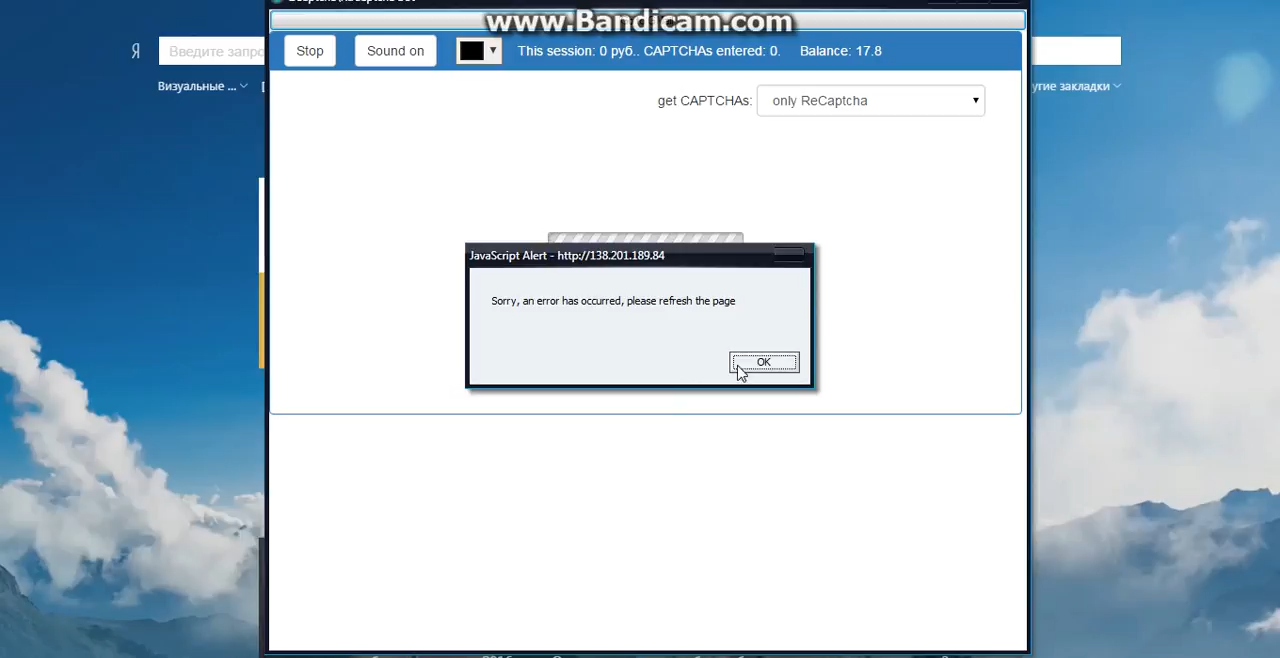 www.Bandicam.com
Я
Введите запро
Stop
Sound on
This session: 0 руб.. CAPTCHAs entered: 0.
Balance: 17.8
Визуальные ...
угие закладки
get CAPTCHAs:
only ReCaptcha
JavaScript Alert - http://138.201.189.84
Sorry, an error has occurred, please refresh the page
OK